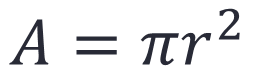 A = πr²